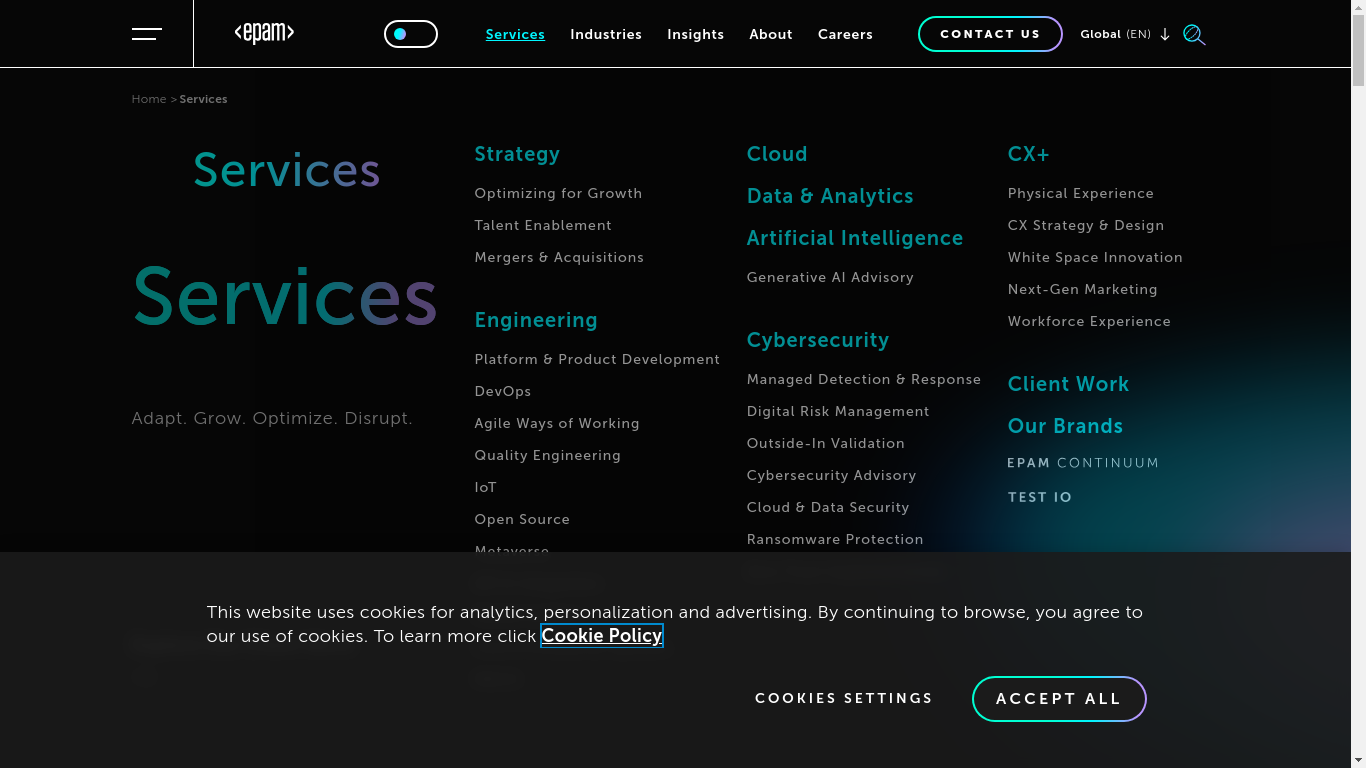 <epam>
Services
Industries
Insights
About
Careers
CONTACT US
Global (EN)
Home > Services
Services
Services
Adapt. Grow. Optimize. Disrupt.
Strategy
Optimizing for Growth
Talent Enablement
Mergers & Acquisitions
Engineering
Platform & Product Development
DevOps
Agile Ways of Working
Quality Engineering
IoT
Open Source
Metaverse
Cloud
Data & Analytics
Artificial Intelligence
Generative AI Advisory
Cybersecurity
Managed Detection & Response
Digital Risk Management
Outside-In Validation
Cybersecurity Advisory
Cloud & Data Security
Ransomware Protection
CX+
Physical Experience
CX Strategy & Design
White Space Innovation
Next-Gen Marketing
Workforce Experience
Client Work
Our Brands
EPAM CONTINUUM
TEST IO
This website uses cookies for analytics, personalization and advertising. By continuing to browse, you agree to
our use of cookies. To learn more click Cookie Policy
COOKIES SETTINGS
ACCEPT ALL